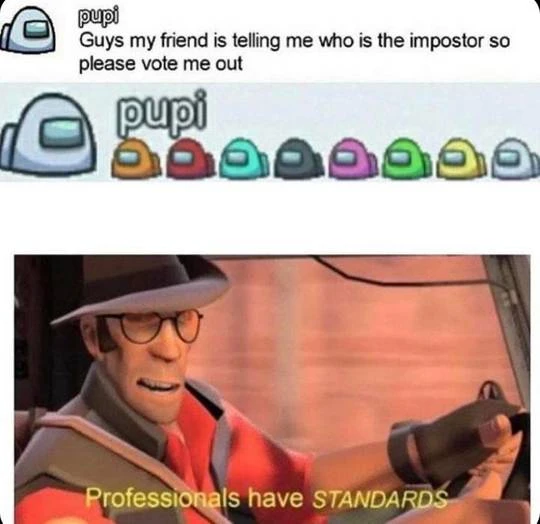 pupi
Guys my friend is telling me who is the impostor so
please vote me out
pupi
Professionals have STANDARDS